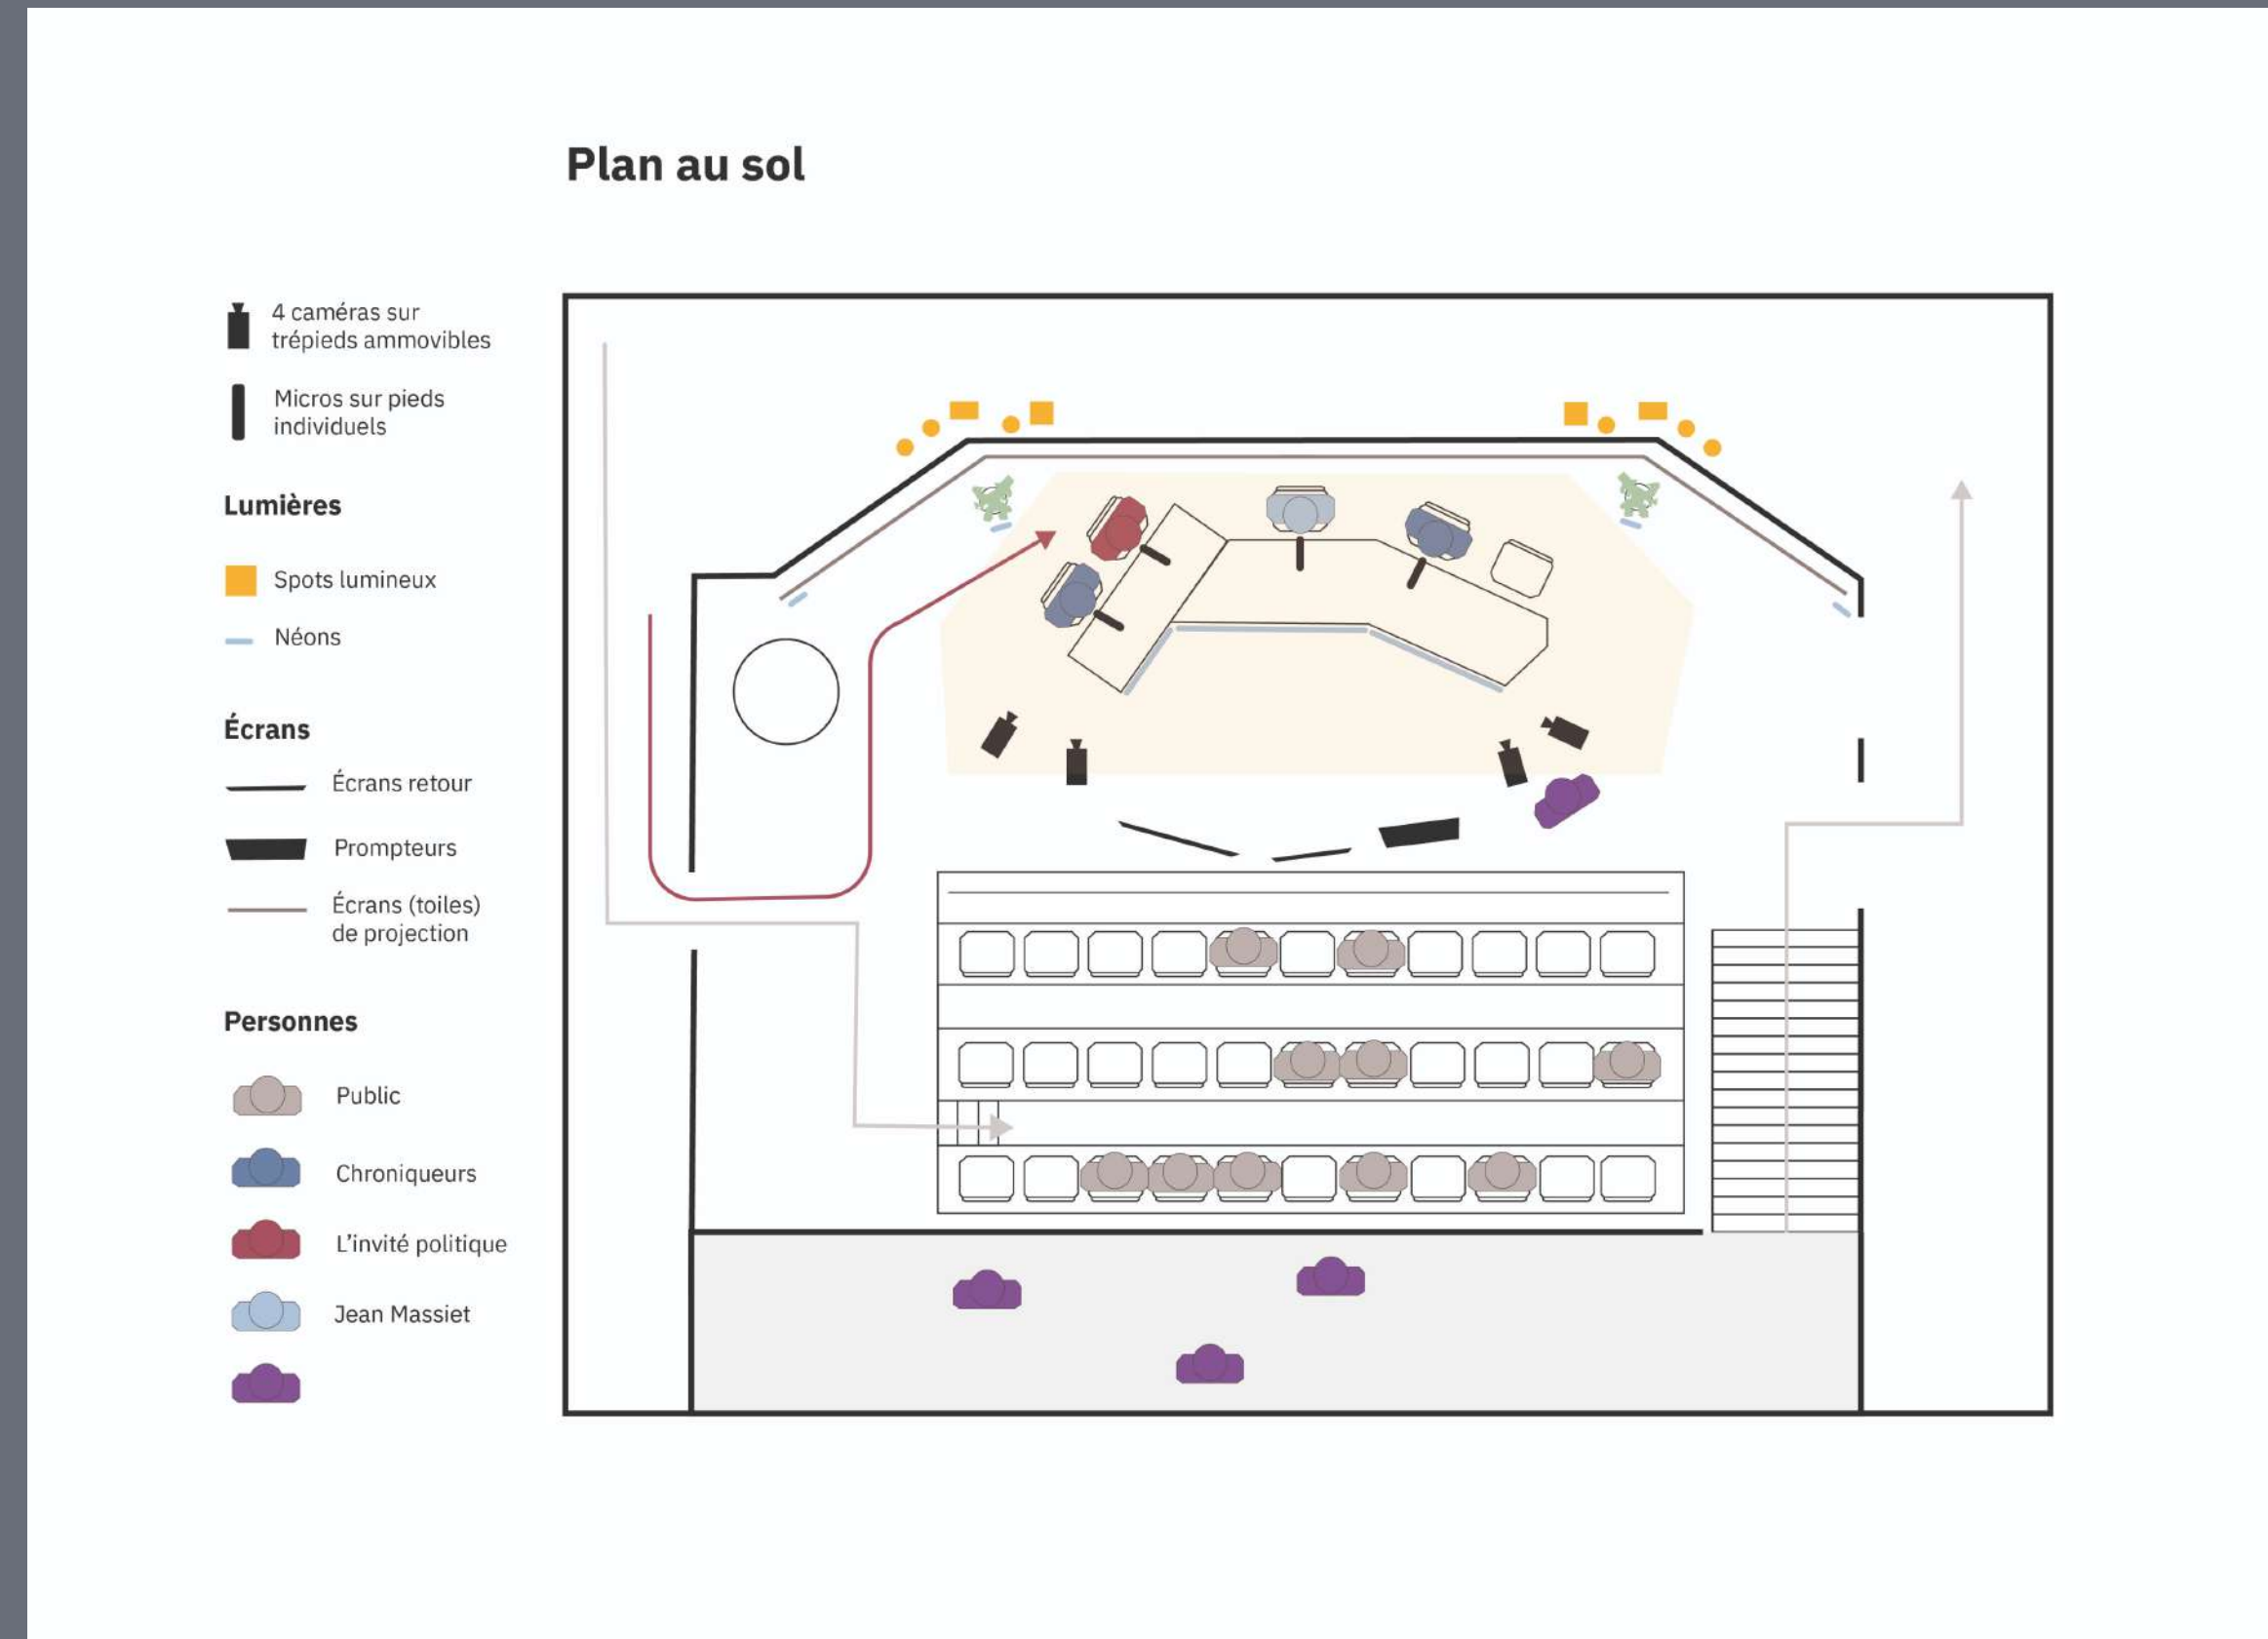 Plan au sol
4 caméras sur
trépieds ammovibles
Micros sur pieds
individuels
Lumières
Spots lumineux
Néons
Écrans
Écrans retour
Prompteurs
Écrans (toiles)
de projection
Personnes
Public
Chroniqueurs
L'invité politique
Jean Massiet